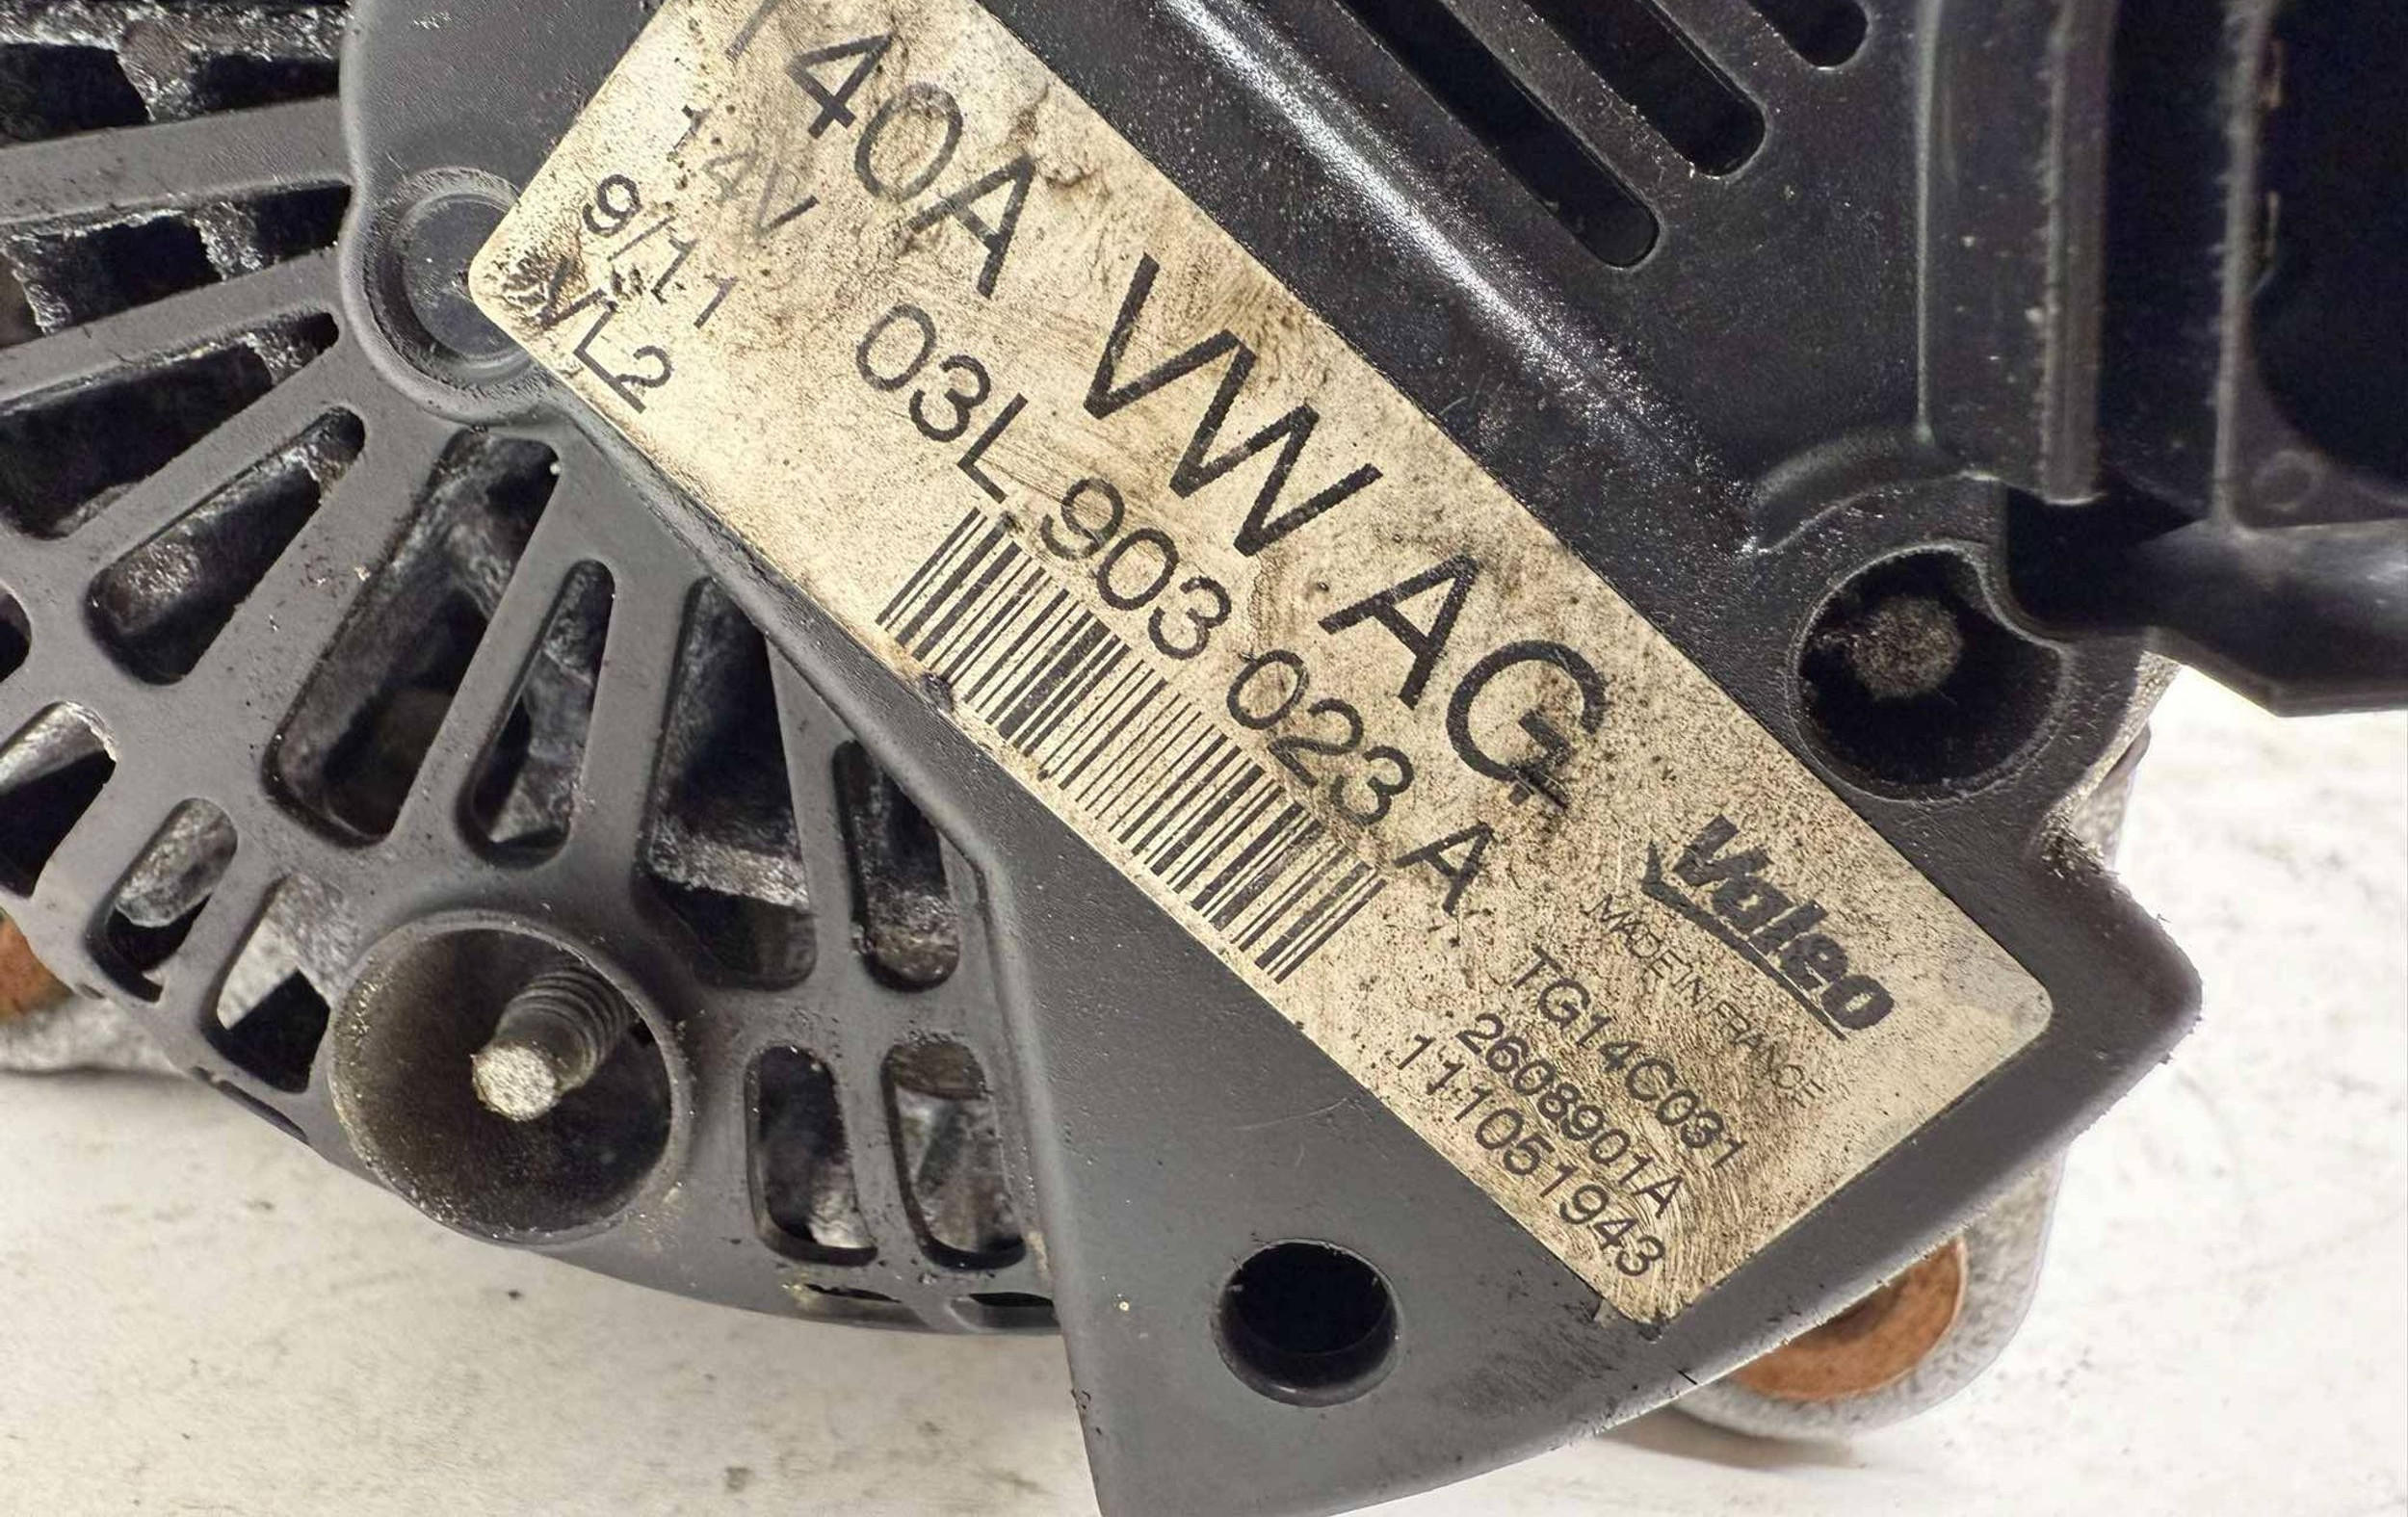 140A VW AG
14V 03L 903 023 A
9/11
VL2
Valeo
MADE IN FRANCE
TG14C031
2608901A
111051943